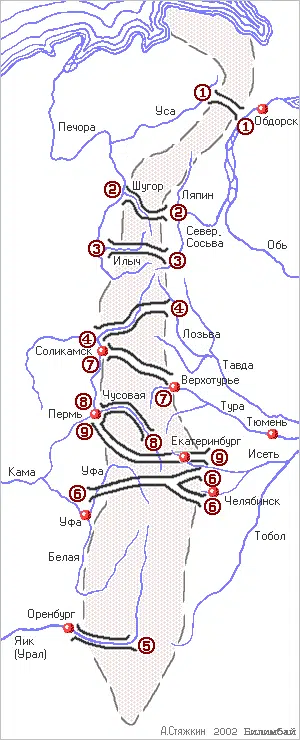 1
Уса
1
Обдорск
Печора
Шугор
2
Ляпин
2
Север.
Сосьва
Обь
3
Илыч
3
4
Лозьва
4
Соликамск
7
Тавда
Верхотурье
7
Чусовая
8
Тура
Пермь
Тюмень
9
8
Екатеринбург
Исеть
9
Кама
Уфа
6
6
Челябинск
6
Уфа
Тобол
Белая
Оренбург
Яик
(Урал)
5
А.Стяжкин 2002 Билимбай